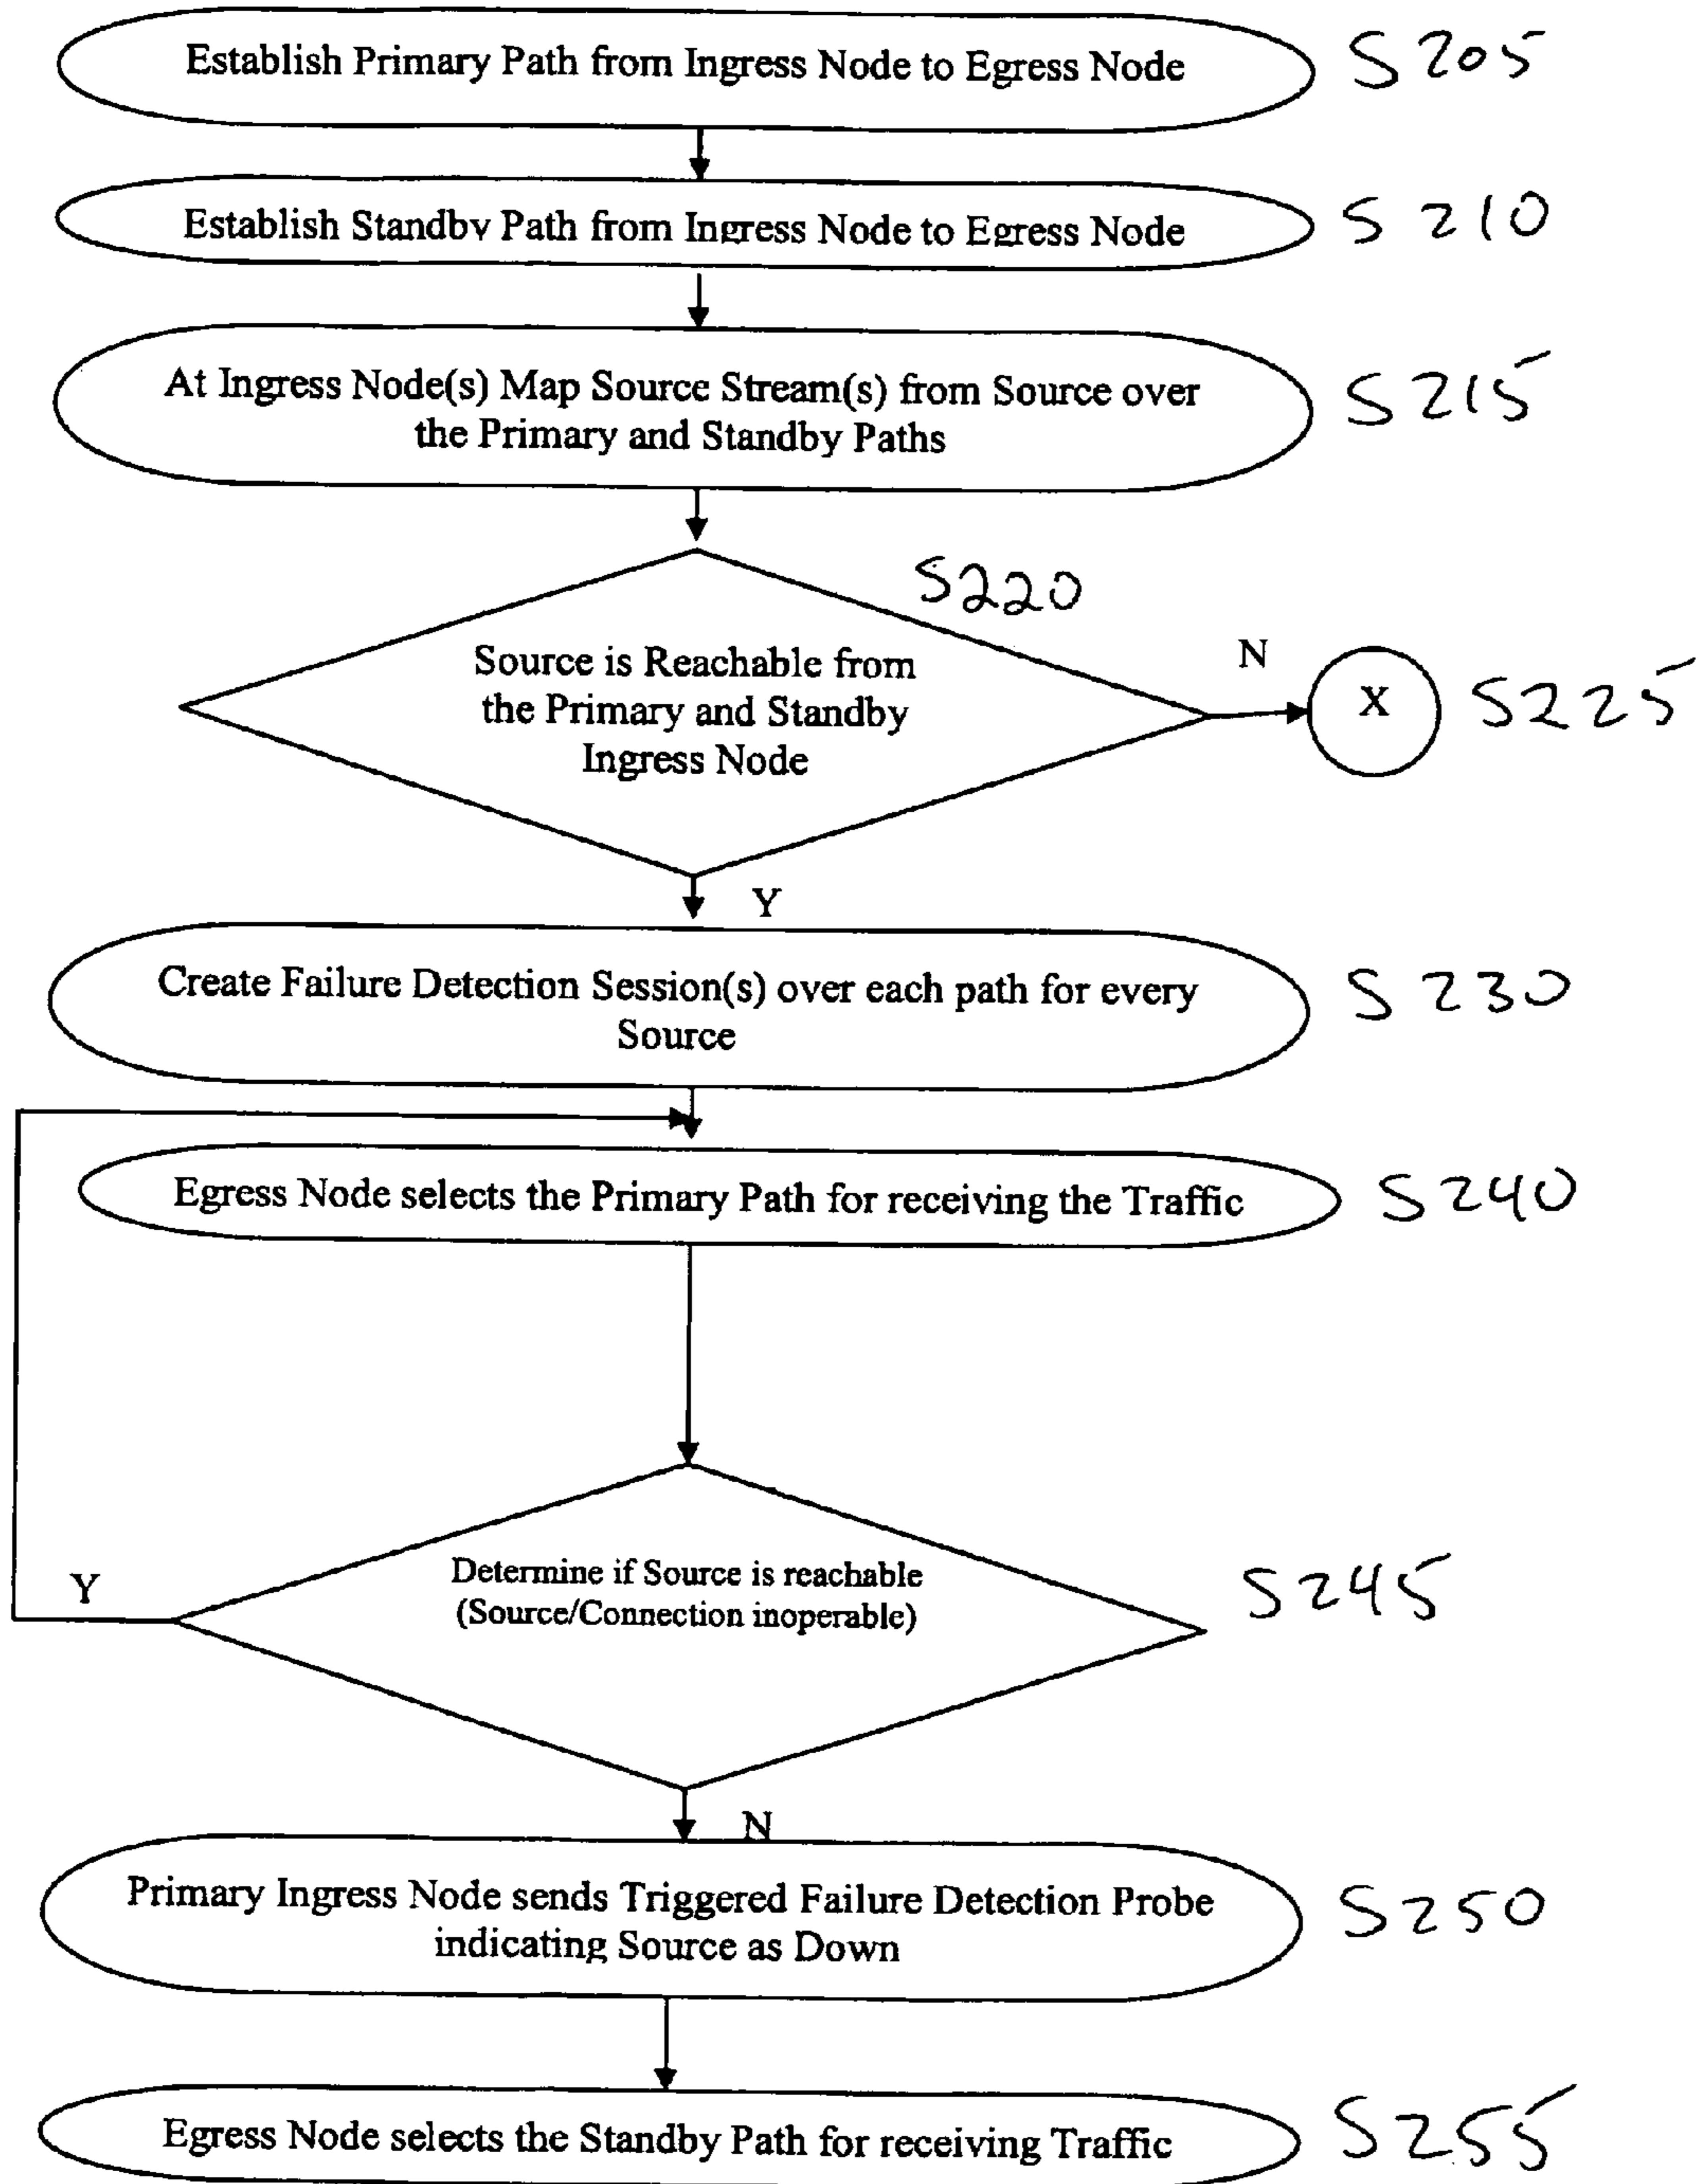 Establish Primary Path from Ingress Node to Egress Node
S205
Establish Standby Path from Ingress Node to Egress Node
S210
At Ingress Node(s) Map Source Stream(s) from Source over
the Primary and Standby Paths
S215
S220
Source is Reachable from
the Primary and Standby
Ingress Node
N
X
S225
Y
Create Failure Detection Session(s) over each path for every
Source
S230
Egress Node selects the Primary Path for receiving the Traffic
S240
Determine if Source is reachable
(Source/Connection inoperable)
S245
Y
N
Primary Ingress Node sends Triggered Failure Detection Probe
indicating Source as Down
S250
Egress Node selects the Standby Path for receiving Traffic
S255